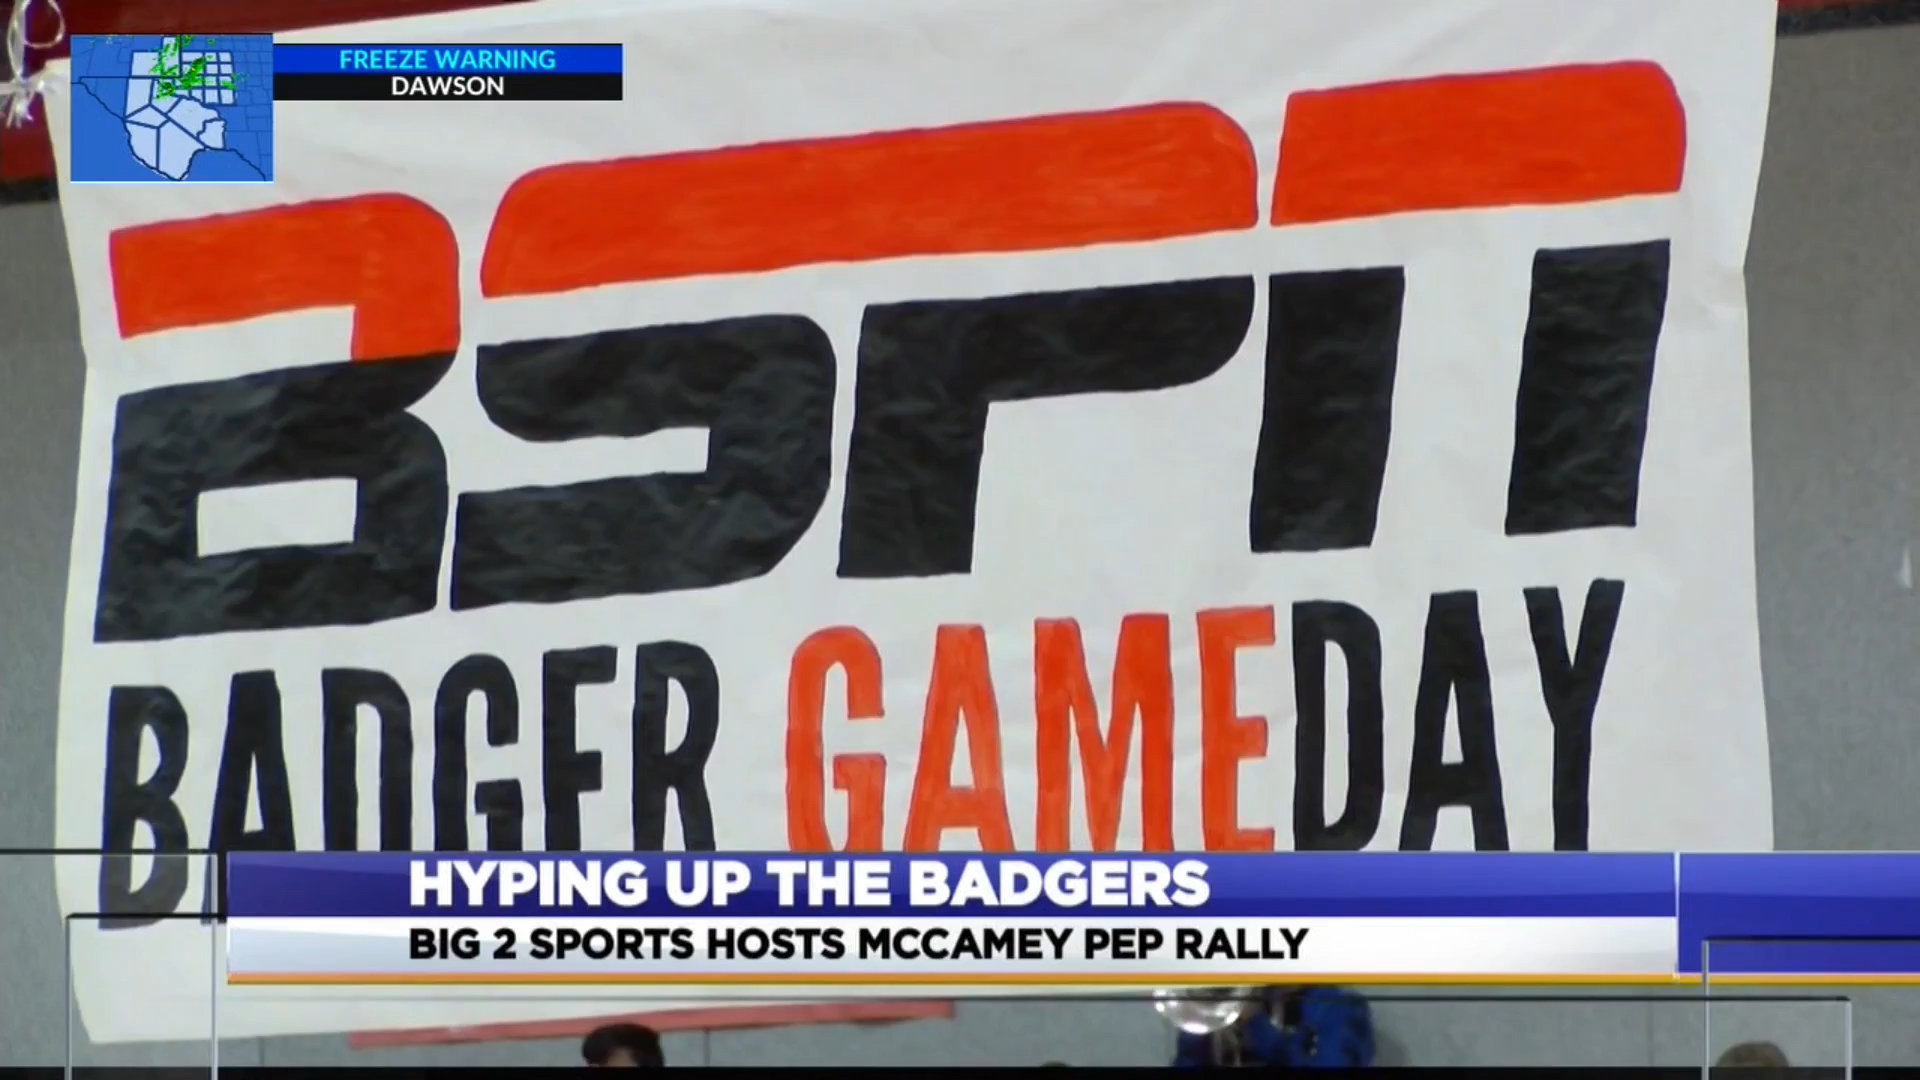 FREEZE WARNING
DAWSON
BSPN
BADGER GAMEDAY
HYPING UP THE BADGERS
BIG 2 SPORTS HOSTS MCCAMEY PEP RALLY